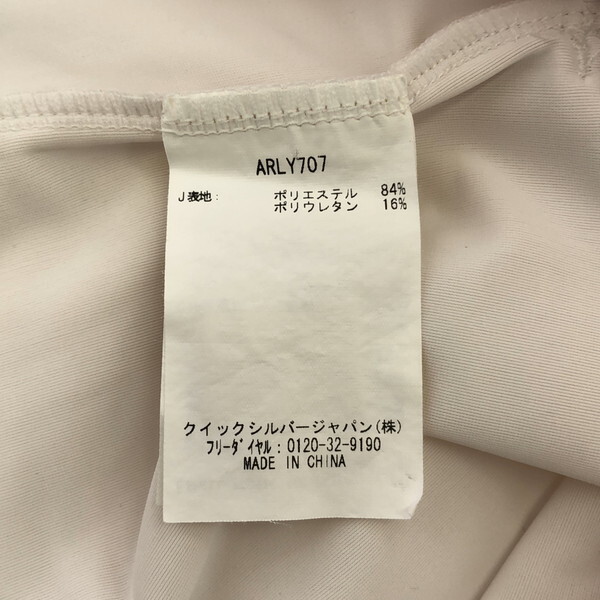 ARLY707
J表地: ポリエステル 84%
ポリウレタン 16%
クイックシルバージャパン(株)
フリーダイヤル:0120-32-9190
MADE IN CHINA